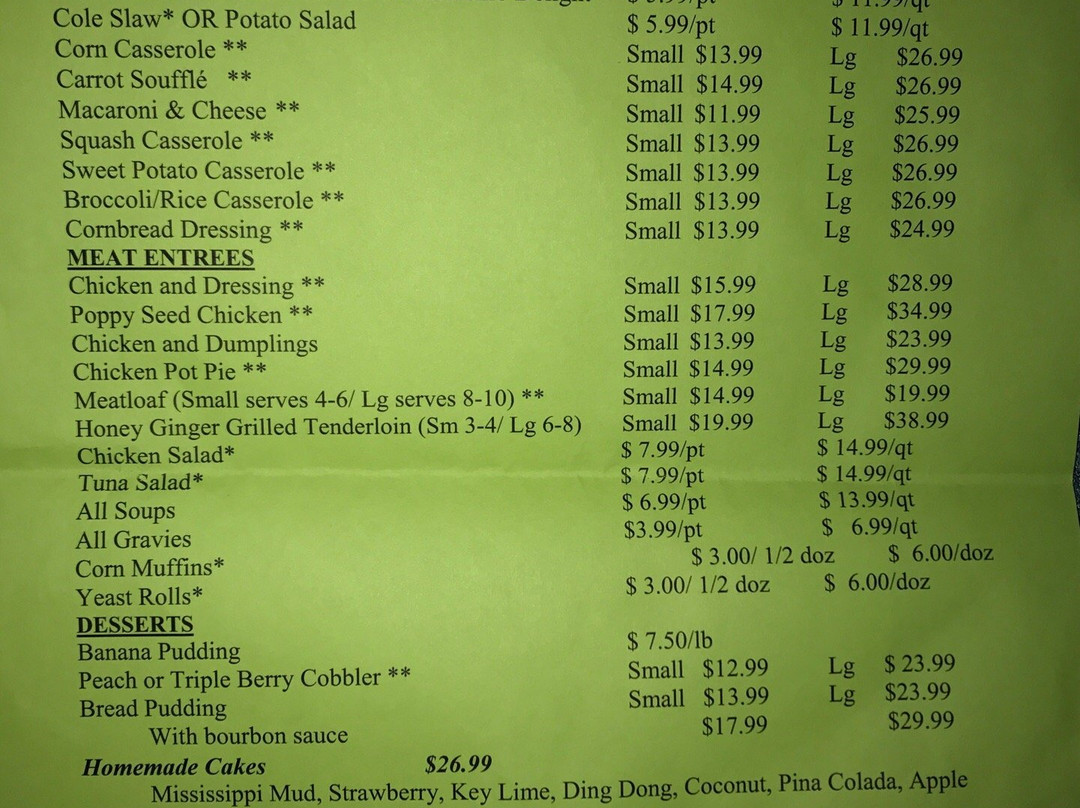 Cole Slaw* OR Potato Salad $ 5.99/pt $ 11.99/qt
Corn Casserole ** Small $13.99 Lg $26.99
Carrot Soufflé ** Small $14.99 Lg $26.99
Macaroni & Cheese ** Small $11.99 Lg $25.99
Squash Casserole ** Small $13.99 Lg $26.99
Sweet Potato Casserole ** Small $13.99 Lg $26.99
Broccoli/Rice Casserole ** Small $13.99 Lg $26.99
Cornbread Dressing ** Small $13.99 Lg $24.99
MEAT ENTREES
Chicken and Dressing ** Small $15.99 Lg $28.99
Poppy Seed Chicken ** Small $17.99 Lg $34.99
Chicken and Dumplings Small $13.99 Lg $23.99
Chicken Pot Pie ** Small $14.99 Lg $29.99
Meatloaf (Small serves 4-6/ Lg serves 8-10) ** Small $14.99 Lg $19.99
Honey Ginger Grilled Tenderloin (Sm 3-4/ Lg 6-8) Small $19.99 Lg $38.99
Chicken Salad* $ 7.99/pt $ 14.99/qt
Tuna Salad* $ 7.99/pt $ 14.99/qt
All Soups $ 6.99/pt $ 13.99/qt
All Gravies $3.99/pt $ 6.99/qt
Corn Muffins* $ 3.00/ 1/2 doz $ 6.00/doz
Yeast Rolls* $ 3.00/ 1/2 doz $ 6.00/doz
DESSERTS
Banana Pudding $ 7.50/lb
Peach or Triple Berry Cobbler ** Small $12.99 Lg $ 23.99
Bread Pudding Small $13.99 Lg $23.99
With bourbon sauce $17.99 $29.99
Homemade Cakes $26.99
Mississippi Mud, Strawberry, Key Lime, Ding Dong, Coconut, Pina Colada, Apple